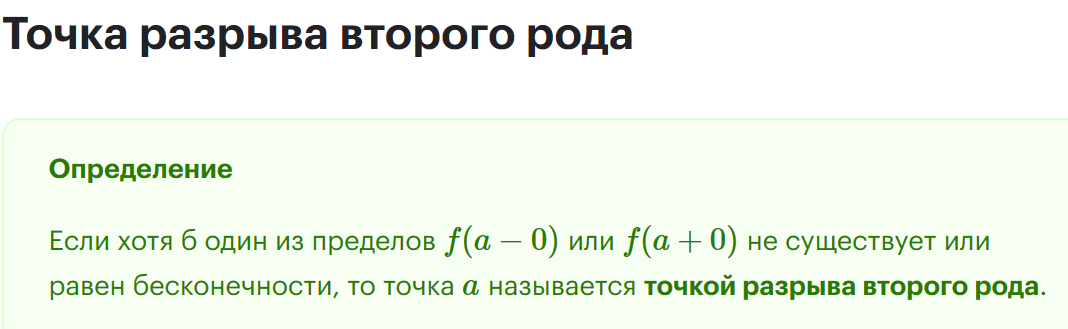 Точка разрыва второго рода
Определение
Если хотя б один из пределов f(a − 0) или f(a + 0) не существует или
равен бесконечности, то точка a называется точкой разрыва второго рода.